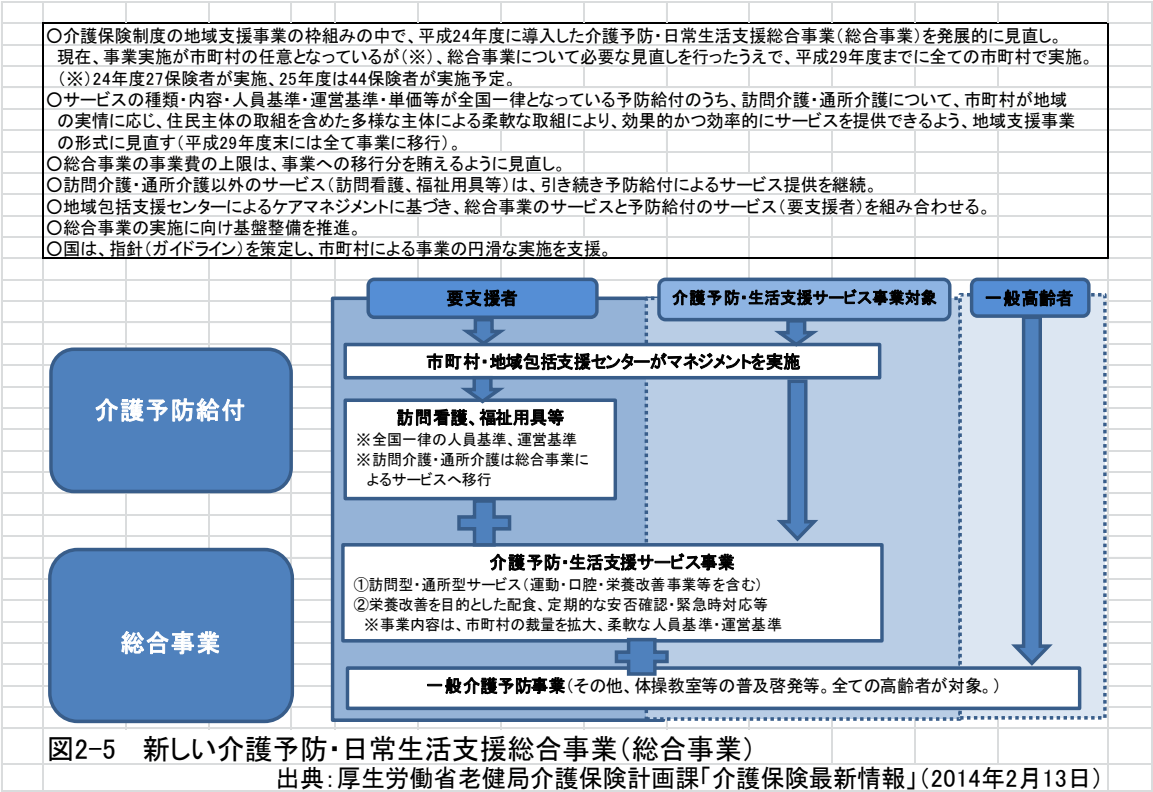 〇介護保険制度の地域支援事業の枠組みの中で、平成24年度に導入した介護予防・日常生活支援総合事業（総合事業）を発展的に見直し。
現在、事業実施が市町村の任意となっているが（※）、総合事業について必要な見直しを行ったうえで、平成29年度までに全ての市町村で実施。
（※）24年度27保険者が実施、25年度は44保険者が実施予定。
〇サービスの種類・内容・人員基準・運営基準・単価等が全国一律となっている予防給付のうち、訪問介護・通所介護について、市町村が地域
の実情に応じ、住民主体の取組を含めた多様な主体による柔軟な取組により、効果的かつ効率的にサービスを提供できるよう、地域支援事業
の形式に見直す（平成29年度末には全て事業に移行）。
〇総合事業の事業費の上限は、事業への移行分を賄えるように見直し。
〇訪問介護・通所介護以外のサービス（訪問看護、福祉用具等）は、引き続き予防給付によるサービス提供を継続。
〇地域包括支援センターによるケアマネジメントに基づき、総合事業のサービスと予防給付のサービス（要支援者）を組み合わせる。
〇総合事業の実施に向け基盤整備を推進。
〇国は、指針（ガイドライン）を策定し、市町村による事業の円滑な実施を支援。
要支援者
介護予防・生活支援サービス事業対象
一般高齢者
市町村・地域包括支援センターがマネジメントを実施
介護予防給付
訪問看護、福祉用具等
※全国一律の人員基準、運営基準
※訪問介護・通所介護は総合事業に
よるサービスへ移行
総合事業
介護予防・生活支援サービス事業
①訪問型・通所型サービス（運動・口腔・栄養改善事業等を含む）
②栄養改善を目的とした配食、定期的な安否確認・緊急時対応等
※事業内容は、市町村の裁量を拡大、柔軟な人員基準・運営基準
一般介護予防事業（その他、体操教室等の普及啓発等。全ての高齢者が対象。）
図2-5　新しい介護予防・日常生活支援総合事業（総合事業）
出典：厚生労働省老健局介護保険計画課「介護保険最新情報」（2014年2月13日）